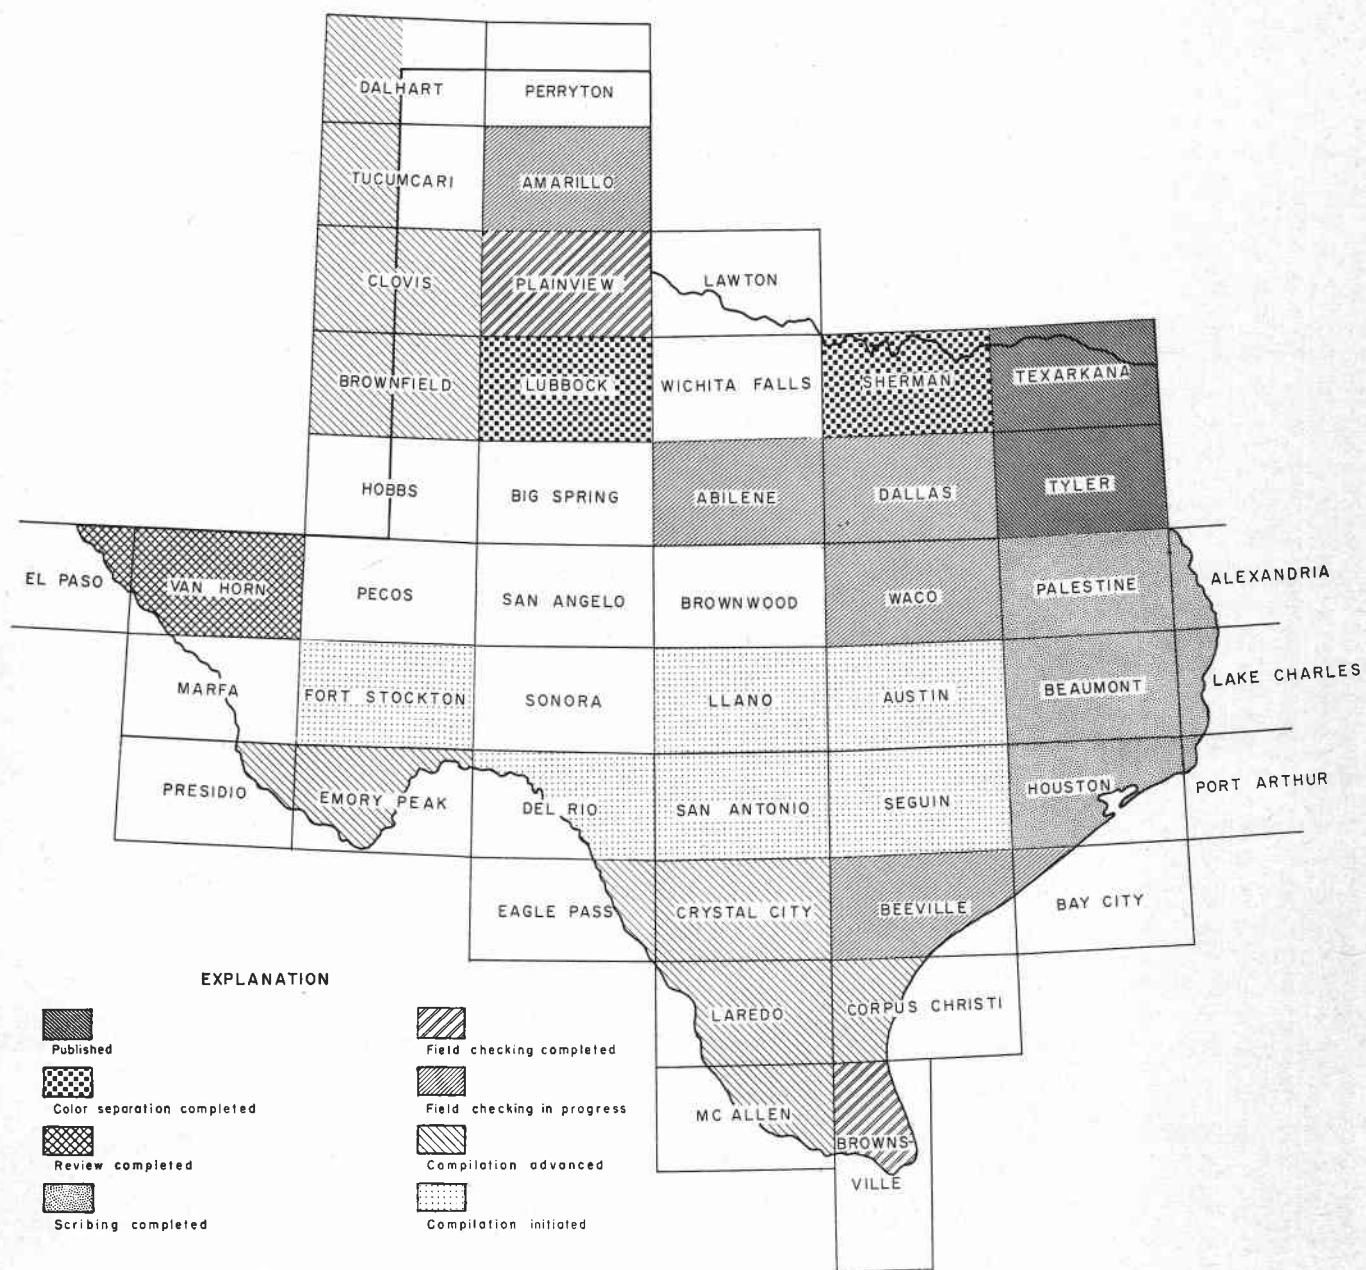 DALHART
PERRYTON
TUCUMCARI
AMARILLO
CLOVIS
PLAINVIEW
LAWTON
BROWNFIELD
LUBBOCK
WICHITA FALLS
SHERMAN
TEXARKANA
HOBBS
BIG SPRING
ABILENE
DALLAS
TYLER
EL PASO
VAN HORN
PECOS
SAN ANGELO
BROWNWOOD
WACO
PALESTINE
ALEXANDRIA
MARFA
FORT STOCKTON
SONORA
LLANO
AUSTIN
BEAUMONT
LAKE CHARLES
PRESIDIO
EMORY PEAK
DEL RIO
SAN ANTONIO
SEGUIN
HOUSTON
PORT ARTHUR
EAGLE PASS
CRYSTAL CITY
BEEVILLE
BAY CITY
LAREDO
CORPUS CHRISTI
MC ALLEN
BROWNS-
VILLE
EXPLANATION
Published
Color separation completed
Review completed
Scribing completed
Field checking completed
Field checking in progress
Compilation advanced
Compilation initiated